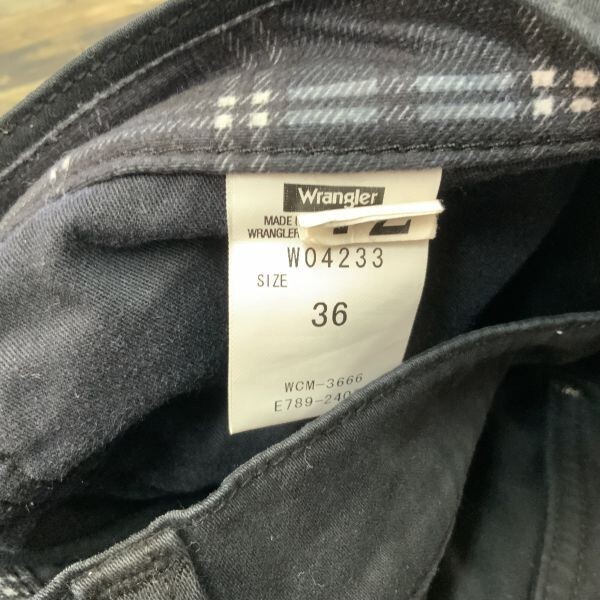 Wrangler
MADE
WRANGLER
W04233
SIZE
36
WCM-3666
E789-240